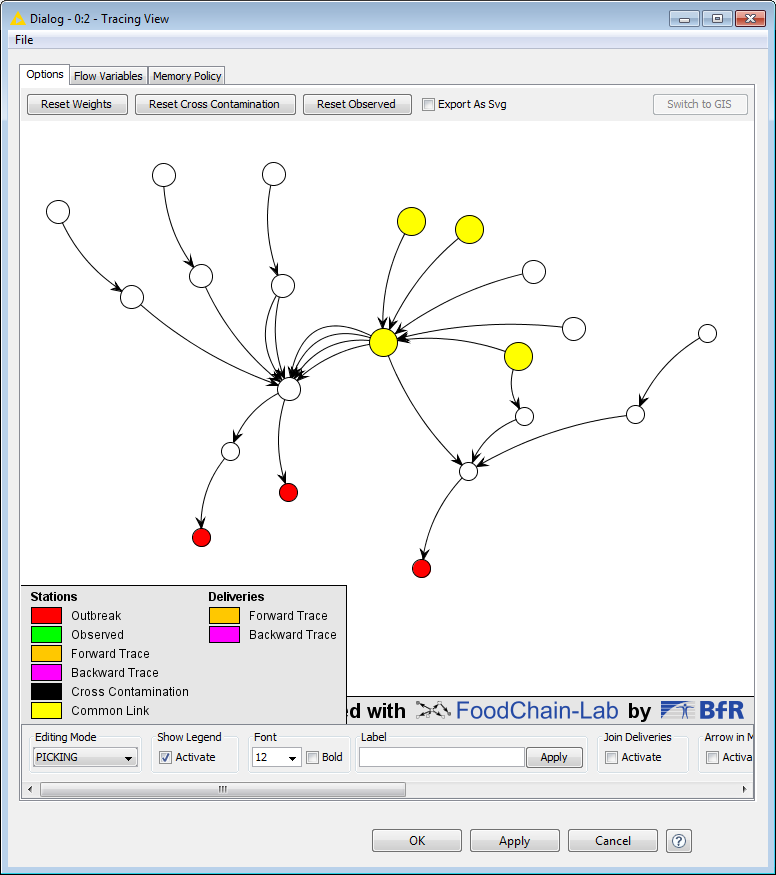 Dialog - 0:2 - Tracing View
File
Options Flow Variables Memory Policy
Reset Weights Reset Cross Contamination Reset Observed Export As Svg Switch to GIS
Stations Deliveries
Outbreak Forward Trace
Observed Backward Trace
Forward Trace
Backward Trace
Cross Contamination
Common Link
with FoodChain-Lab by BfR
Editing Mode Show Legend Font Label Join Deliveries Arrow in M
PICKING Activate 12 Bold Apply Activate Activa
OK Apply Cancel ?